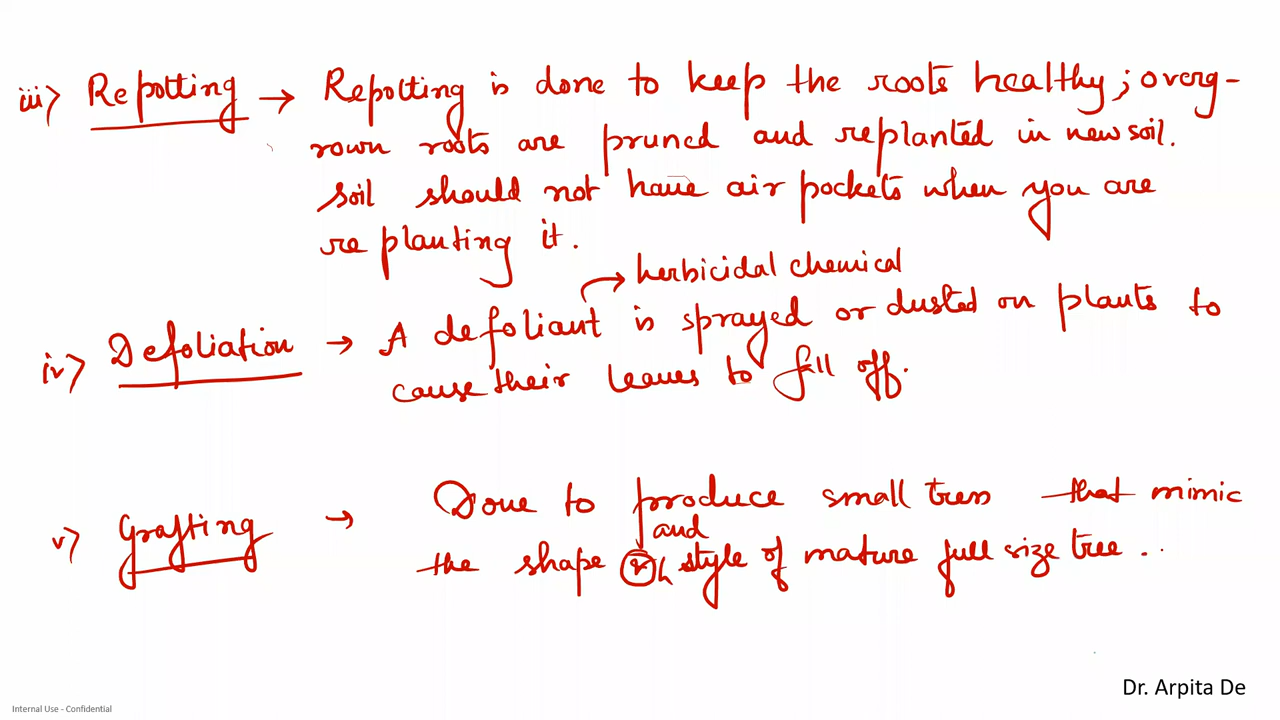 iii) Repotting → Repotting is done to keep the roots healthy; overg-
rown roots are pruned and replanted in new soil.
Soil should not have air pockets when you are
replanting it.
→ herbicidal chemical
iv) Defoliation → A defoliant is sprayed or dusted on plants to
cause their leaves to fall off.
v) Grafting → Done to produce small tress that mimic
and
the shape style of mature full size tree.
Dr. Arpita De
Internal Use - Confidential